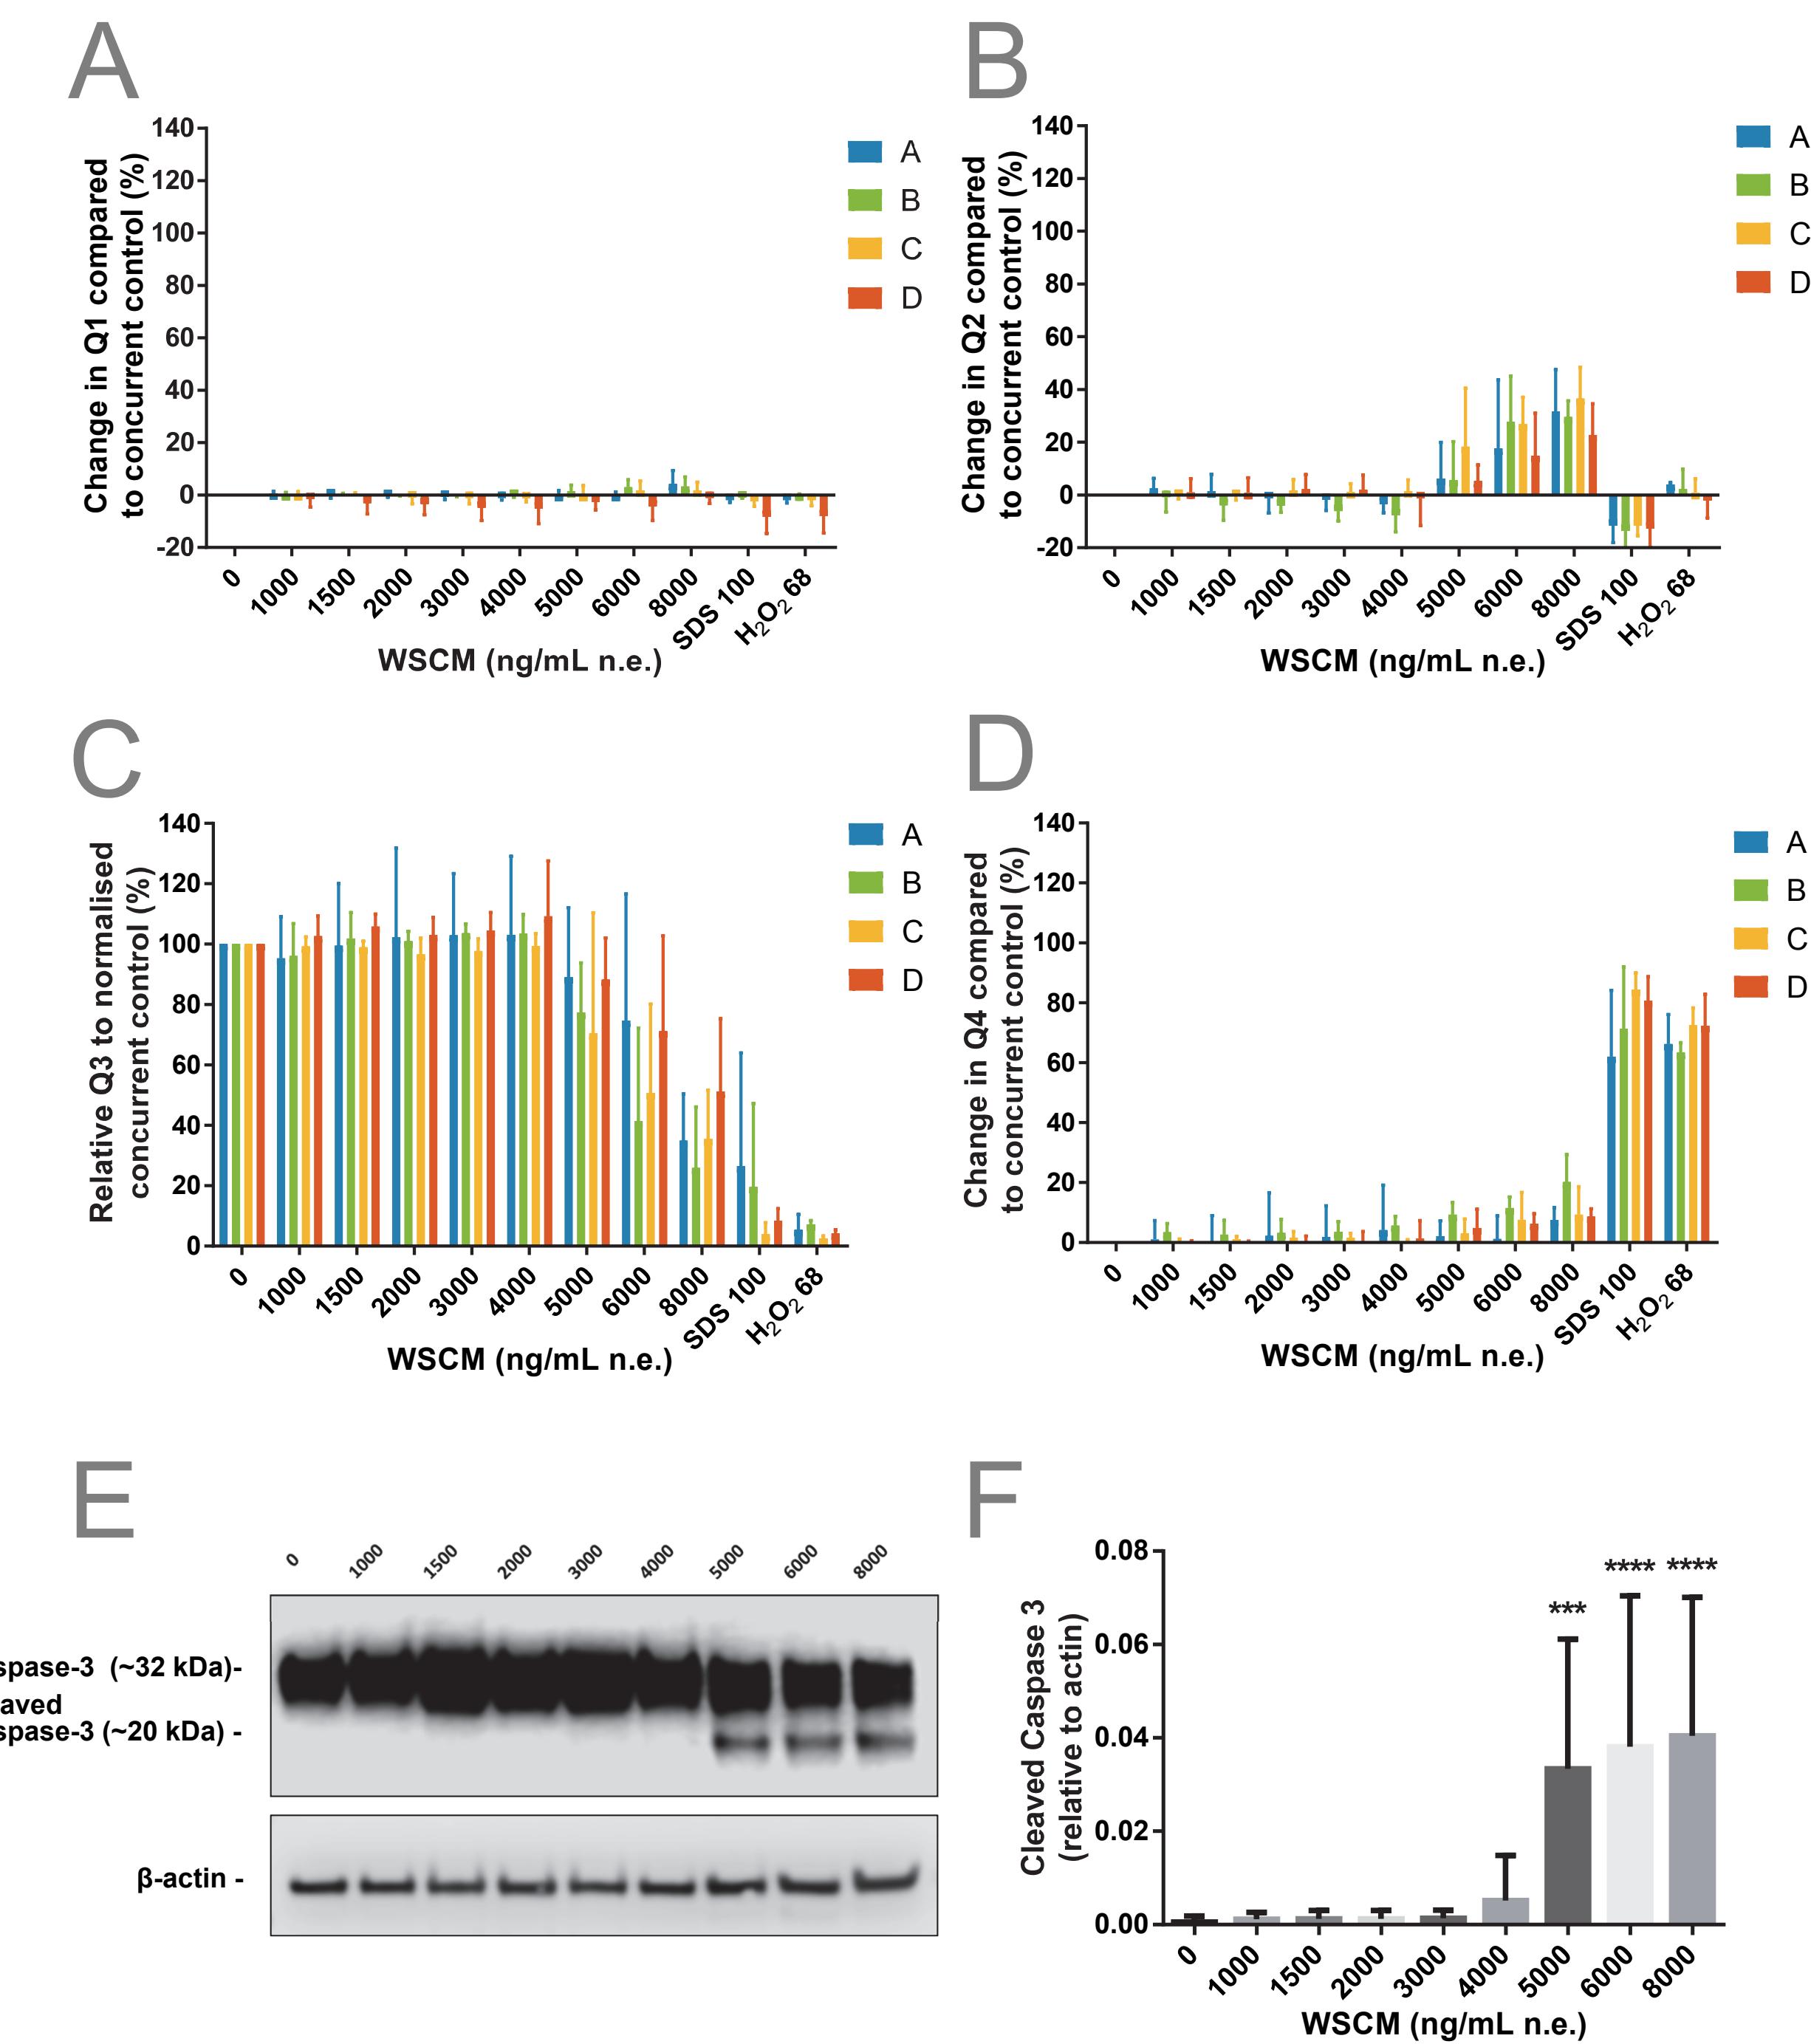 A
Change in Q1 compared
to concurrent control (%)
140
120
100
80
60
40
20
0
-20
0
1000
1500
2000
3000
4000
5000
6000
8000
SDS 100
H₂O₂ 68
WSCM (ng/mL n.e.)
A
B
C
D
B
Change in Q2 compared
to concurrent control (%)
140
120
100
80
60
40
20
0
-20
0
1000
1500
2000
3000
4000
5000
6000
8000
SDS 100
H₂O₂ 68
WSCM (ng/mL n.e.)
A
B
C
D
C
Relative Q3 to normalised
concurrent control (%)
140
120
100
80
60
40
20
0
0
1000
1500
2000
3000
4000
5000
6000
8000
SDS 100
H₂O₂ 68
WSCM (ng/mL n.e.)
A
B
C
D
D
Change in Q4 compared
to concurrent control (%)
140
120
100
80
60
40
20
0
0
1000
1500
2000
3000
4000
5000
6000
8000
SDS 100
H₂O₂ 68
WSCM (ng/mL n.e.)
A
B
C
D
E
0
1000
1500
2000
3000
4000
5000
6000
8000
spase-3 (~32 kDa)-
aved
spase-3 (~20 kDa) -
β-actin -
F
Cleaved Caspase 3
(relative to actin)
0.08
0.06
0.04
0.02
0.00
***
****
****
0
1000
1500
2000
3000
4000
5000
6000
8000
WSCM (ng/mL n.e.)